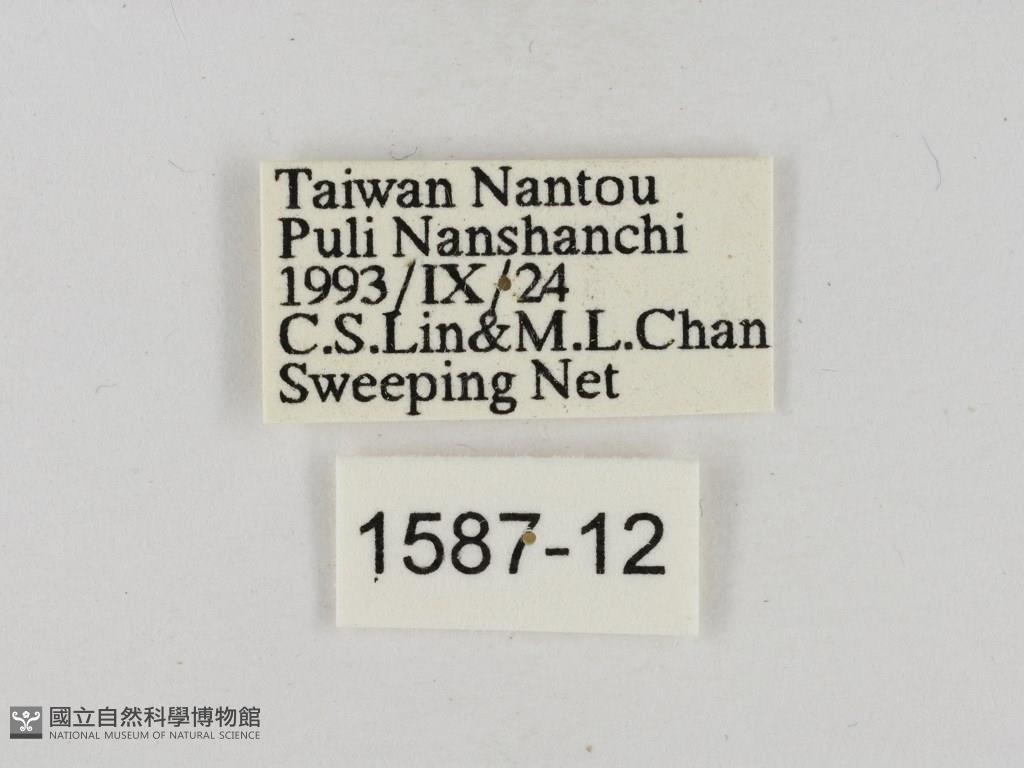 Taiwan Nantou
Puli Nanshanchi
1993/IX/24
C.S.Lin&M.L.Chan
Sweeping Net
1587-12
國立自然科學博物館
NATIONAL MUSEUM OF NATURAL SCIENCE